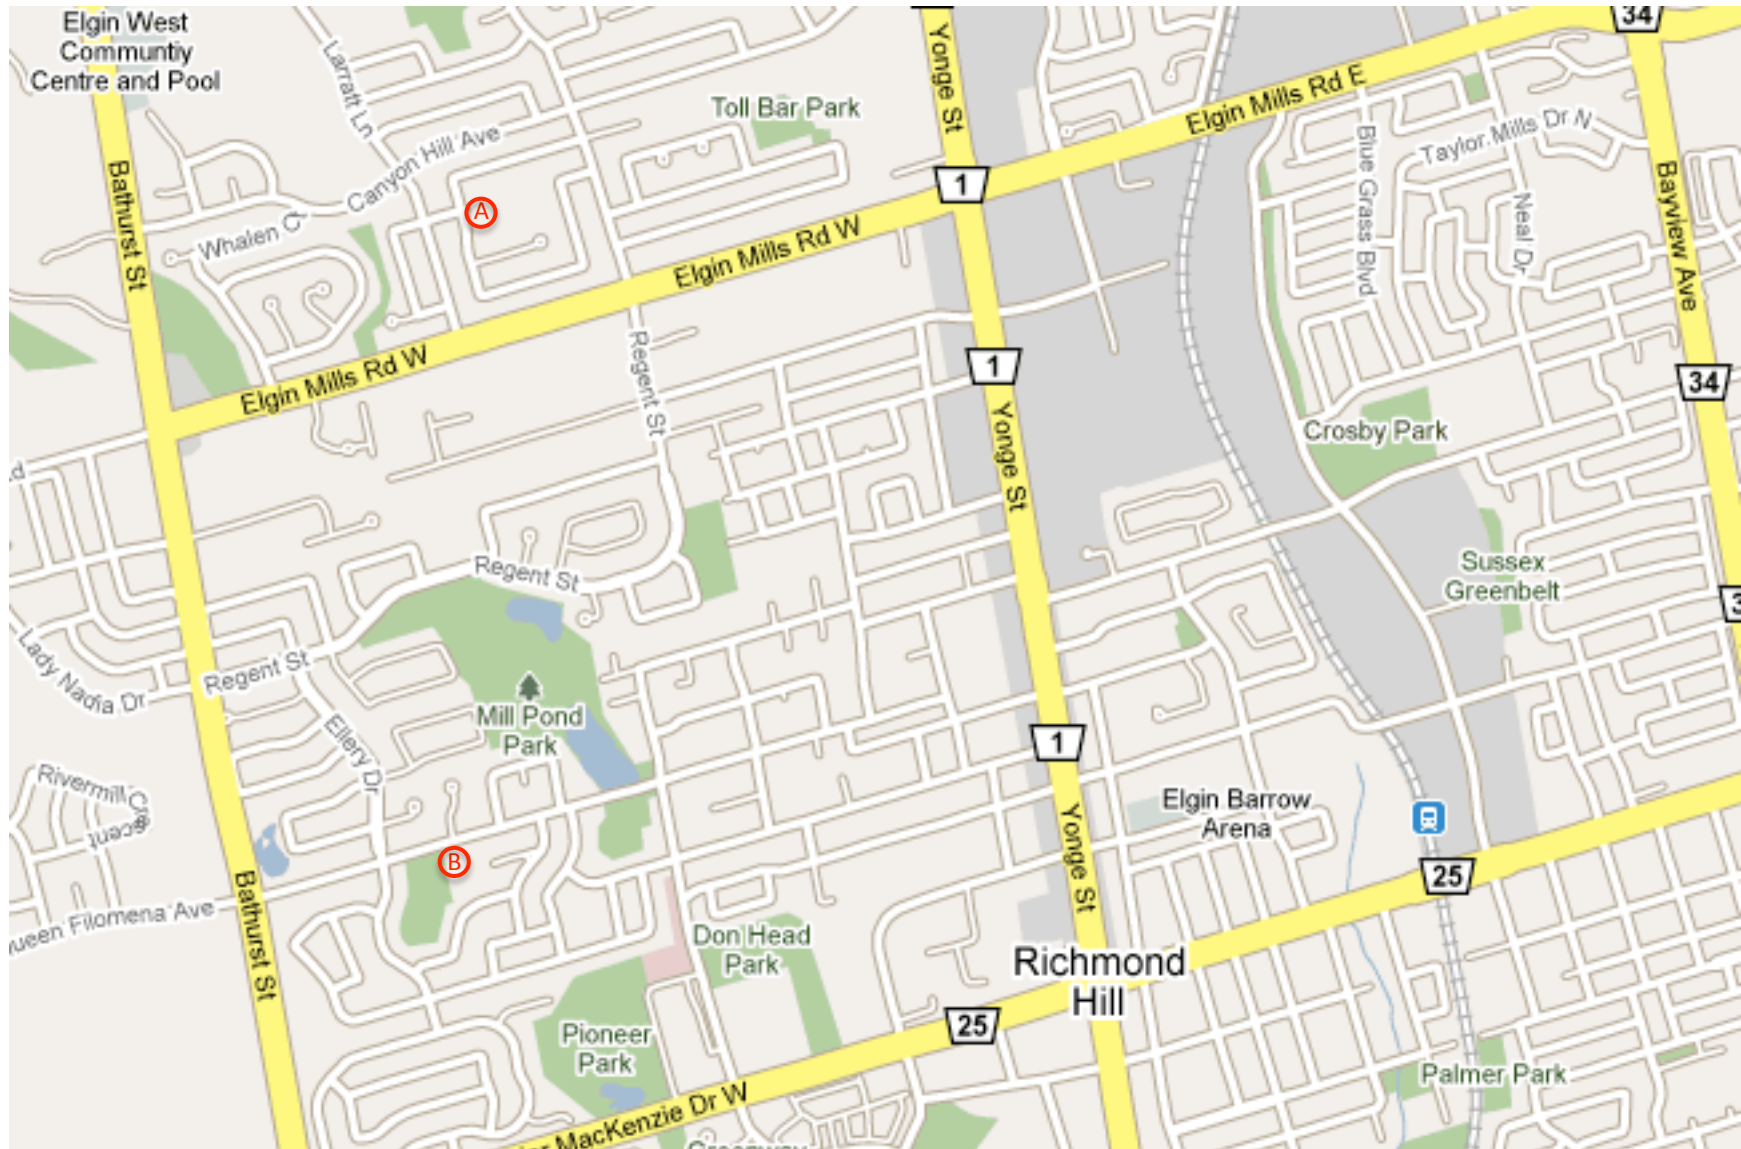 Elgin West
Communtiy
Centre and Pool
Larratt Ln
Yonge St
34
Toll Bar Park
Elgin Mills Rd E
Canyon Hill Ave
Blue Grass Blvd
Taylor Mills Dr N
Bathurst St
A
1
Bayview Ave
Whalen C
Elgin Mills Rd W
Neal Dr
Elgin Mills Rd W
Regent St
1
34
Yonge St
Crosby Park
d
Regent St
Sussex
Greenbelt
3
Lady Nadia Dr
Regent St
Mill Pond
Park
Ellery Dr
1
Rivermill Crescent
Elgin Barrow
Arena
Yonge St
B
25
Bathurst St
ueen Filomena Ave
Don Head
Park
Richmond
Hill
25
Pioneer
Park
Palmer Park
MacKenzie Dr W